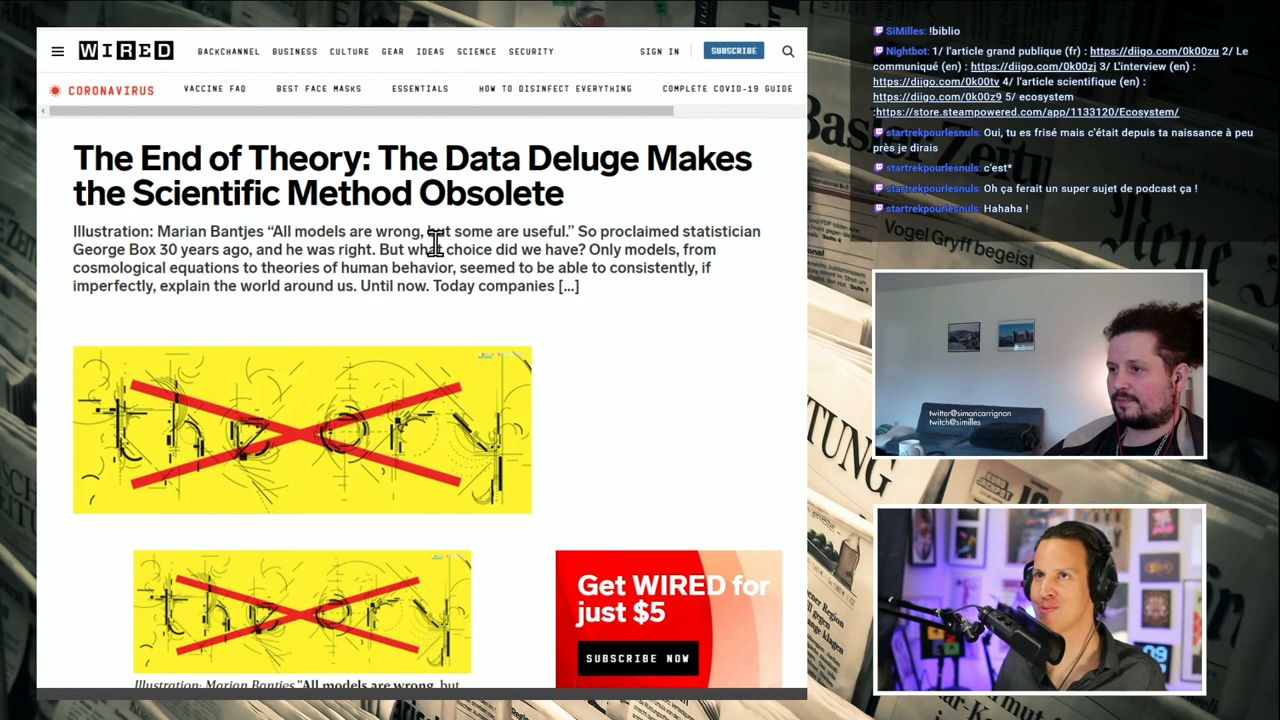 WIRED
BACKCHANNEL BUSINESS CULTURE GEAR IDEAS SCIENCE SECURITY
SIGN IN
SUBSCRIBE
CORONAVIRUS
VACCINE FAQ BEST FACE MASKS ESSENTIALS HOW TO DISINFECT EVERYTHING COMPLETE COVID-19 GUIDE
The End of Theory: The Data Deluge Makes
the Scientific Method Obsolete
Illustration: Marian Bantjes “All models are wrong, but some are useful.” So proclaimed statistician
George Box 30 years ago, and he was right. But what choice did we have? Only models, from
cosmological equations to theories of human behavior, seemed to be able to consistently, if
imperfectly, explain the world around us. Until now. Today companies [...]
theory
theory
Get WIRED for
just $5
SUBSCRIBE NOW
Illustration: Marian Bantjes "All models are wrong, but
SiMilles: !biblio
Nightbot: 1/ l'article grand publique (fr) : https://diigo.com/0k00zu 2/ Le
communiqué (en) : https://diigo.com/0k00zj 3/ L'interview (en) :
https://diigo.com/0k00tv 4/ l'article scientifique (en) :
https://diigo.com/0k00z9 5/ ecosystem
:https://store.steampowered.com/app/1133120/Ecosystem/
startrekpourlesnuls: Oui, tu es frisé mais c'était depuis ta naissance à peu
près je dirais
startrekpourlesnuls: c'est*
startrekpourlesnuls: Oh ça ferait un super sujet de podcast ça !
startrekpourlesnuls: Hahaha !
Vogel Gryff begeist
TUNG
twitter@simoncarrignon
twitch@similles